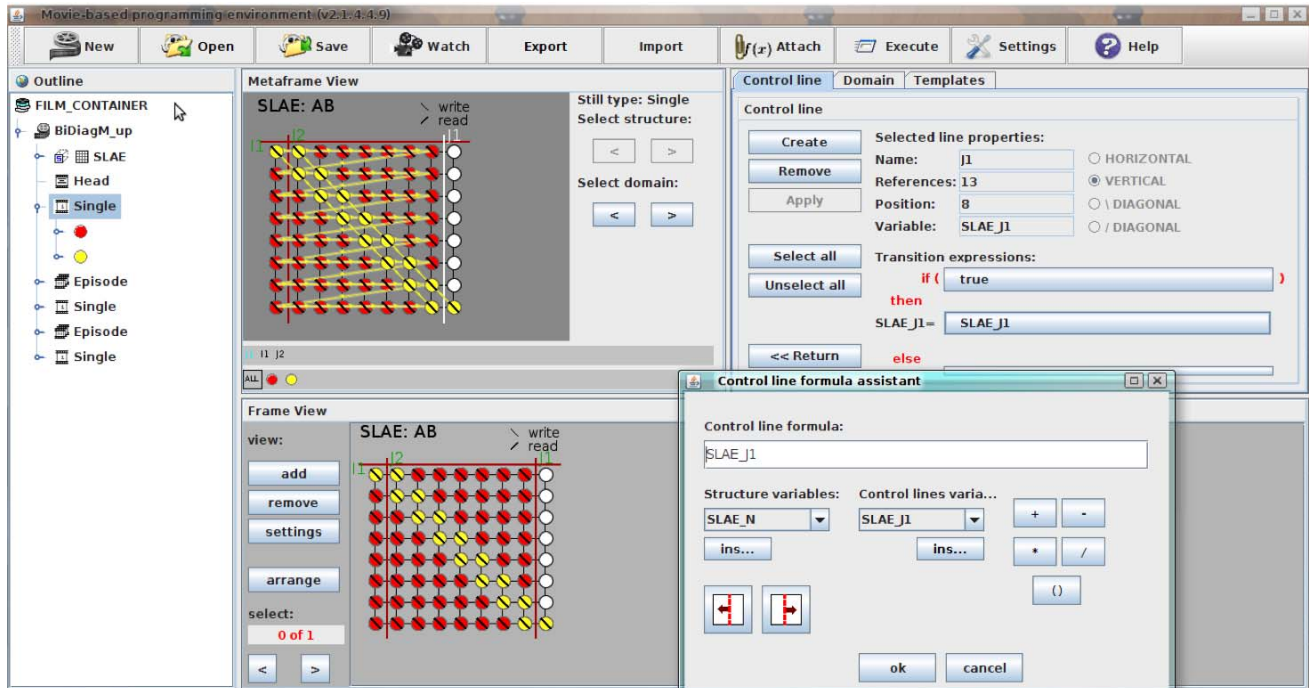 Movie-based programming environment (v2.1.4.4.9)
New Open Save Watch Export Import f(x) Attach Execute Settings Help
Outline
FILM_CONTAINER
BiDiagM_up
SLAE
Head
Single
Episode
Single
Episode
Single
Metaframe View
SLAE: AB
\ write
/ read
I1 J2 J1
Still type: Single
Select structure:
< >
Select domain:
< >
I1 J2
ALL
Frame View
view:
add
remove
settings
arrange
select:
0 of 1
< >
SLAE: AB
\ write
/ read
I1 J2 J1
Control line Domain Templates
Control line
Create
Remove
Apply
Select all
Unselect all
<< Return
Selected line properties:
Name: J1
References: 13
Position: 8
Variable: SLAE_J1
HORIZONTAL
VERTICAL
\ DIAGONAL
/ DIAGONAL
Transition expressions:
if ( true )
then
SLAE_J1= SLAE_J1
else
Control line formula assistant
Control line formula:
SLAE_J1
Structure variables: Control lines varia...
SLAE_N SLAE_J1
ins... ins...
+ -
* /
()
ok cancel